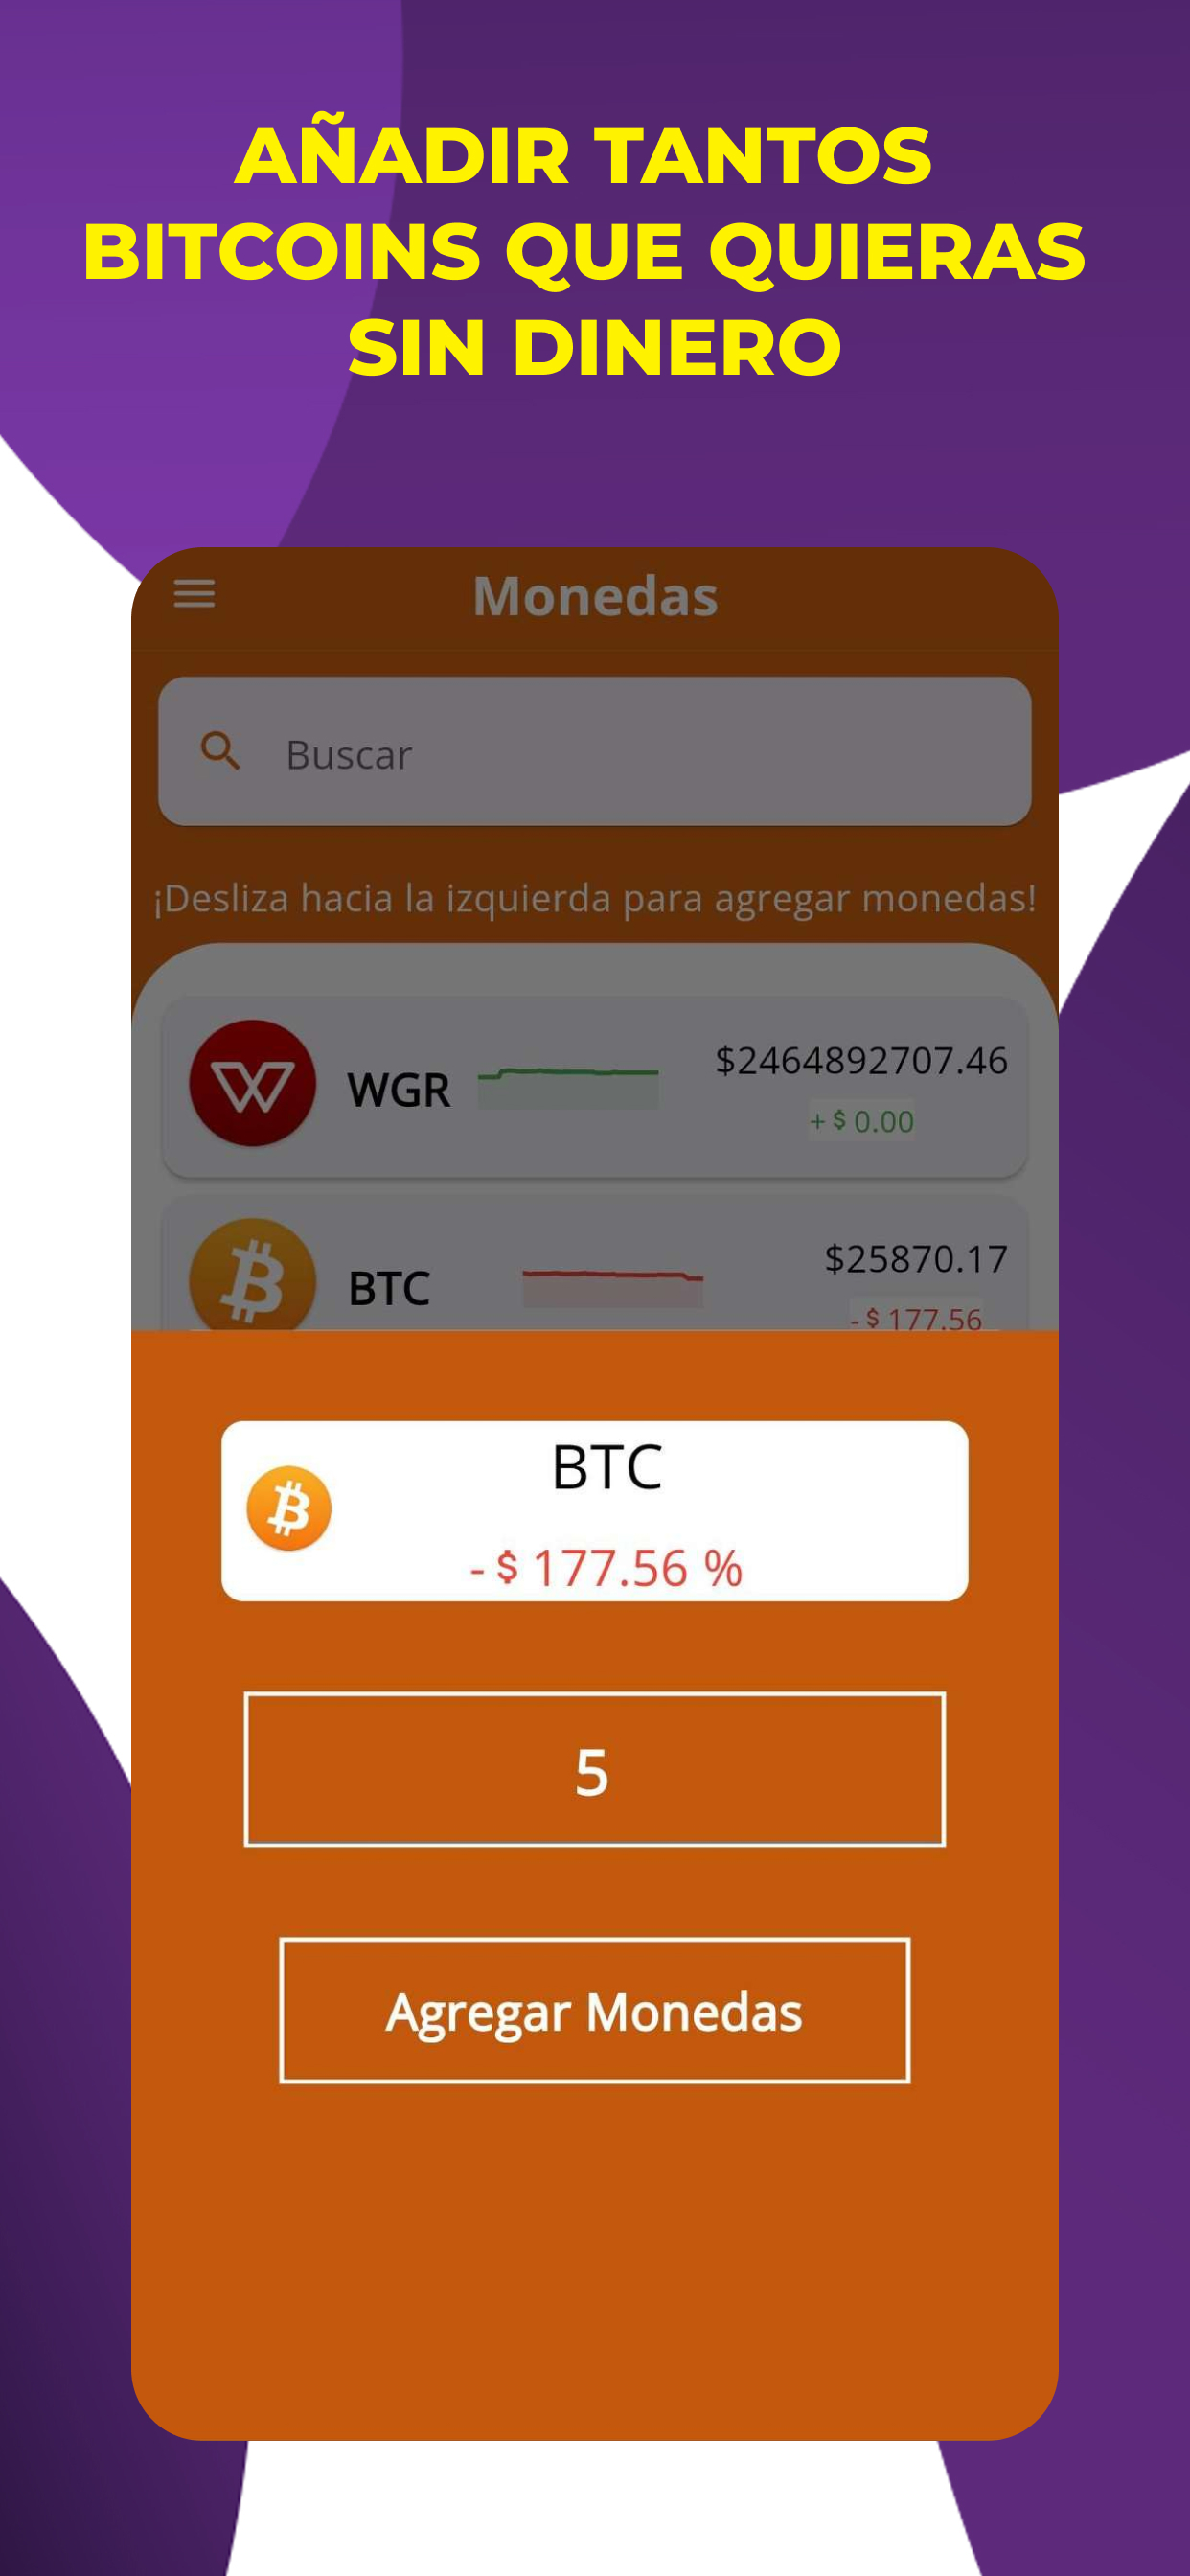 AÑADIR TANTOS
BITCOINS QUE QUIERAS
SIN DINERO
Monedas
Buscar
¡Desliza hacia la izquierda para agregar monedas!
WGR
$2464892707.46
+ $ 0.00
BTC
$25870.17
- $ 177.56
BTC
- $ 177.56 %
5
Agregar Monedas